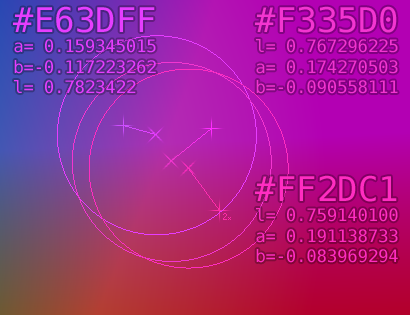 #E63DFF
a= 0.159345015
b=-0.117223262
l= 0.7823422
#F335D0
l= 0.767296225
a= 0.174270503
b=-0.090558111
#FF2DC1
l= 0.759140100
a= 0.191138733
b=-0.083969294
2x